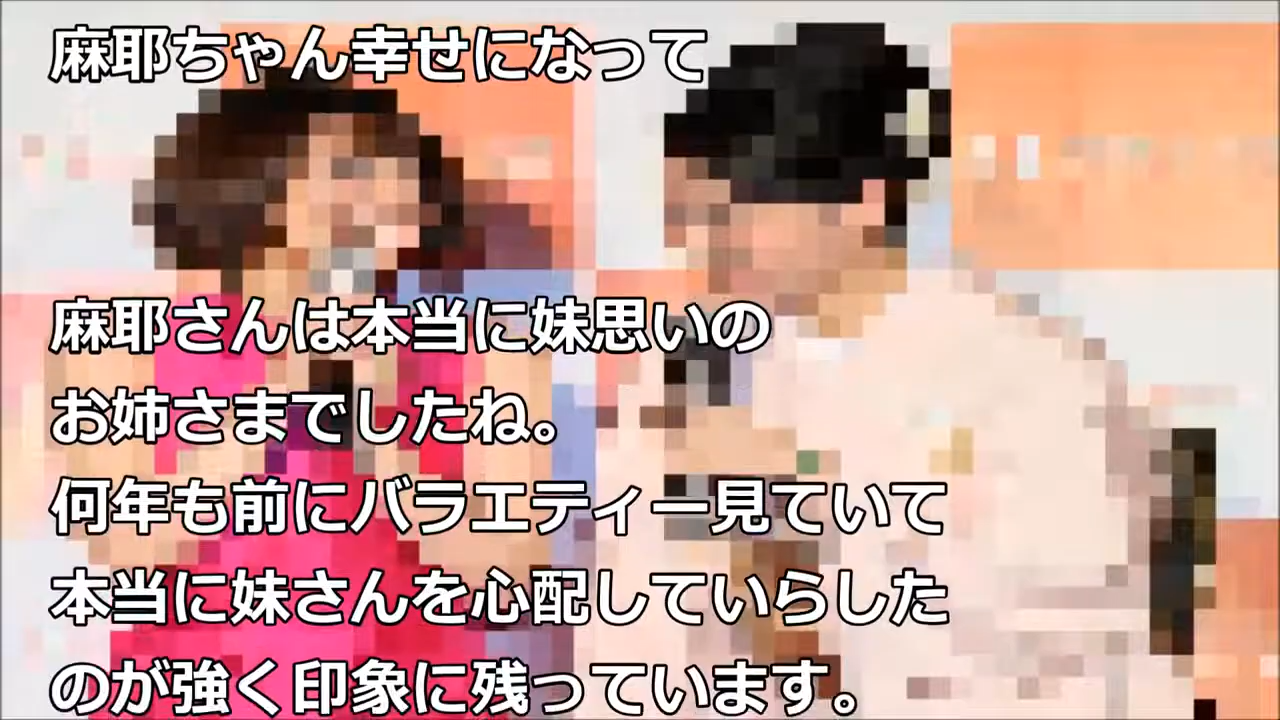 麻耶ちゃん幸せになって
麻耶さんは本当に妹思いの
お姉さまでしたね。
何年も前にバラエティー見ていて
本当に妹さんを心配していらした
のが強く印象に残っています。